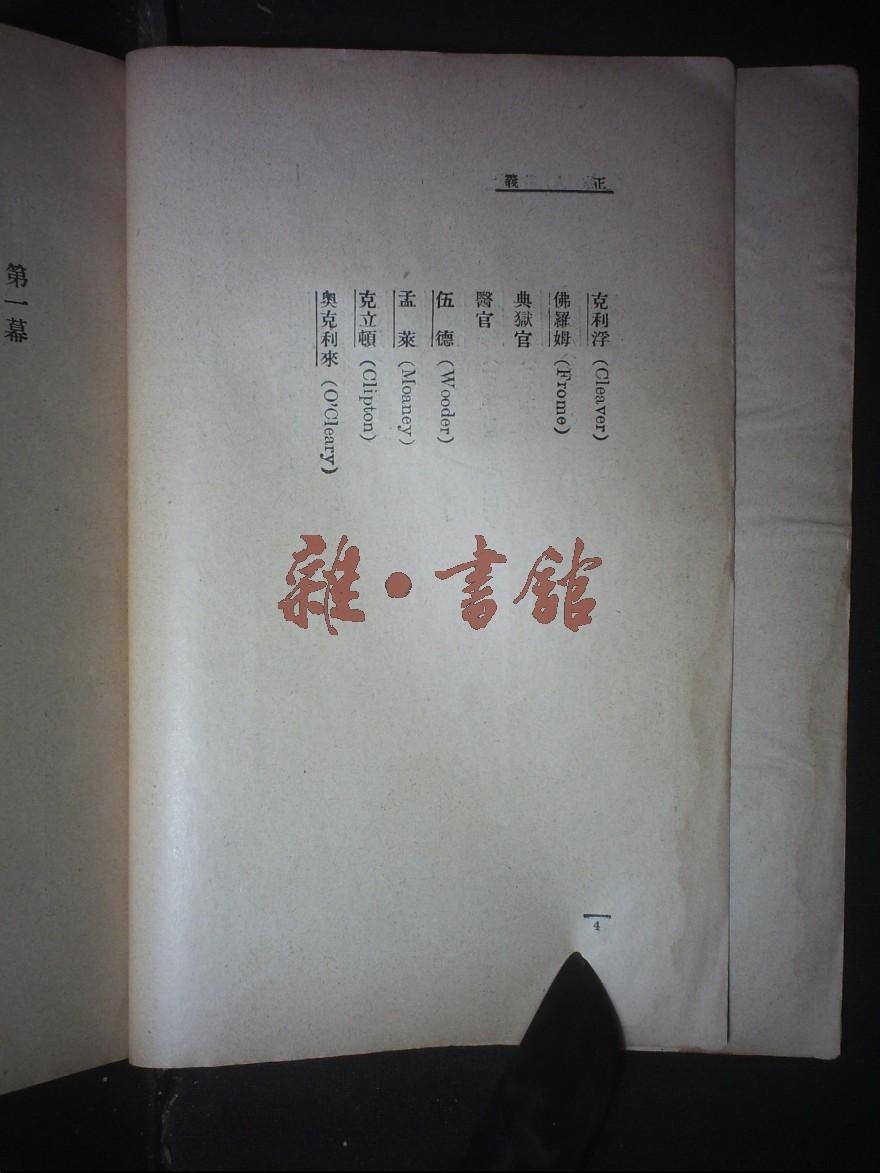 正義
克利浮 (Cleaver)
佛羅姆 (Frome)
典獄官
醫官
伍德 (Wooder)
孟萊 (Moaney)
克立頓 (Clipton)
奧克利來 (O'Cleary)
雜•書館
4
第一幕